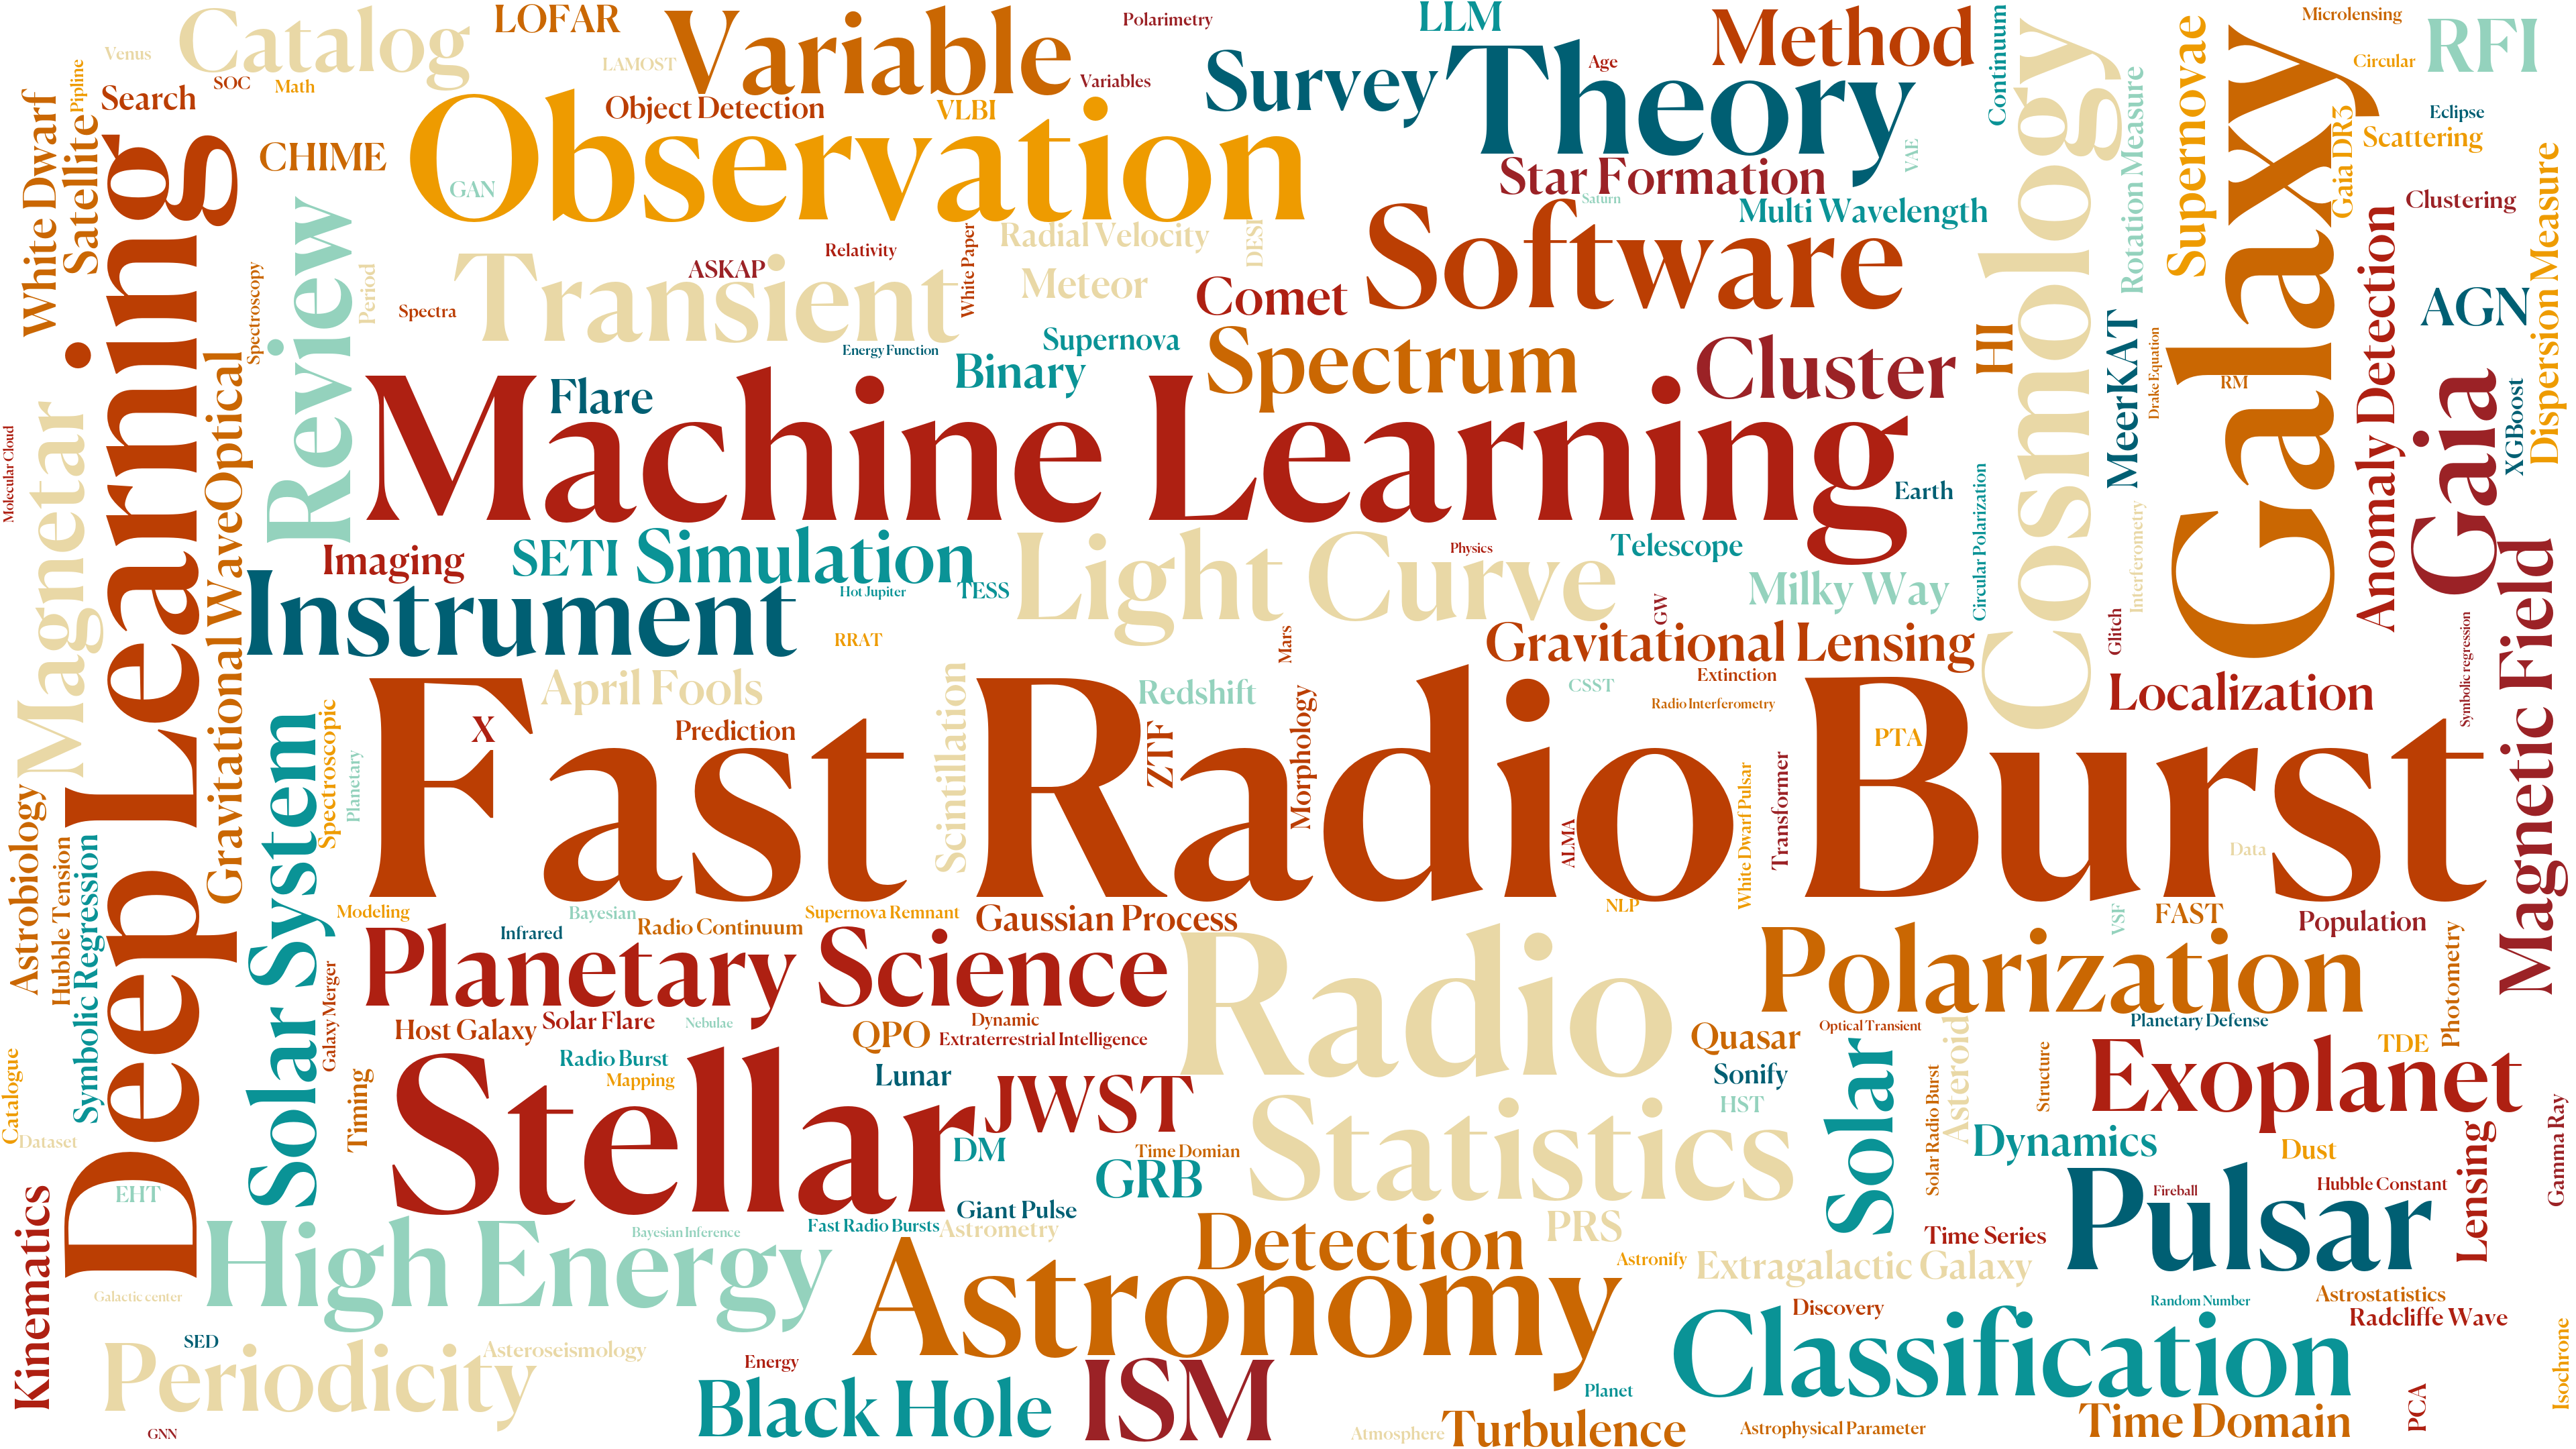 Catalog
LOFAR
Variable
Polarimetry
LLM
Method
Continuum
Cosmology
Supernovae
Galaxy
Microlensing
RFI
Venus
SOC
Math
Search
Pipline
LAMOST
Variables
Object Detection
VLBI
Survey
Theory
Age
VAE
Circular
Eclipse
Scattering
Gaia DR3
Rotation Measure
White Dwarf
Satellite
CHIME
Observation
GAN
Star Formation
Saturn
Multi Wavelength
Clustering
Dispersion Measure
Deep Learning
Review
Period
Spectroscopy
Spectra
Transient
ASKAP
Relativity
White Paper
Radial Velocity
DESI
Meteor
Comet
Software
HI
MeerKAT
Drake Equation
RM
Anomaly Detection
AGN
Gaia
XGBoost
Energy Function
Supernova
Binary
Spectrum
Cluster
Flare
Machine Learning
Earth
Molecular Cloud
Magnetar
Optical
Gravitational Wave
Imaging
SETI
Simulation
Hot Jupiter
TESS
Light Curve
Physics
Telescope
Milky Way
Circular Polarization
Interferometry
Glitch
Instrument
RRAT
Mars
GW
Gravitational Lensing
Extinction
CSST
Radio Interferometry
Localization
Symbolic regression
Magnetic Field
April Fools
X
Prediction
Scintillation
Redshift
ZTF
Morphology
Fast Radio Burst
PTA
ALMA
White Dwarf Pulsar
Transformer
Data
NLP
Solar System
Spectroscopic
Planetary
Astrobiology
Hubble Tension
Symbolic Regression
Modeling
Infrared
Bayesian
Radio Continuum
Supernova Remnant
Gaussian Process
VSF
FAST
Population
Photometry
Planetary Science
Radio
Polarization
Galaxy Merger
Host Galaxy
Solar Flare
Nebulae
QPO
Dynamic
Extraterrestrial Intelligence
Quasar
Optical Transient
Planetary Defense
TDE
Catalogue
Dataset
Timing
Radio Burst
Mapping
Lunar
JWST
Stellar
DM
Time Domian
GRB
Sonify
HST
Statistics
Solar
Solar Radio Burst
Asteroid
Structure
Exoplanet
Dynamics
Dust
Lensing
Gamma Ray
EHT
Kinematics
Giant Pulse
Fast Radio Bursts
Astrometry
Bayesian Inference
High Energy
Detection
PRS
Astronify
Extragalactic Galaxy
Time Series
Pulsar
Fireball
Hubble Constant
Galactic center
Astronomy
Discovery
Random Number
Astrostatistics
Radcliffe Wave
SED
Periodicity
Asteroseismology
Energy
Classification
Isochrone
Black Hole
ISM
Planet
PCA
GNN
Atmosphere
Turbulence
Astrophysical Parameter
Time Domain